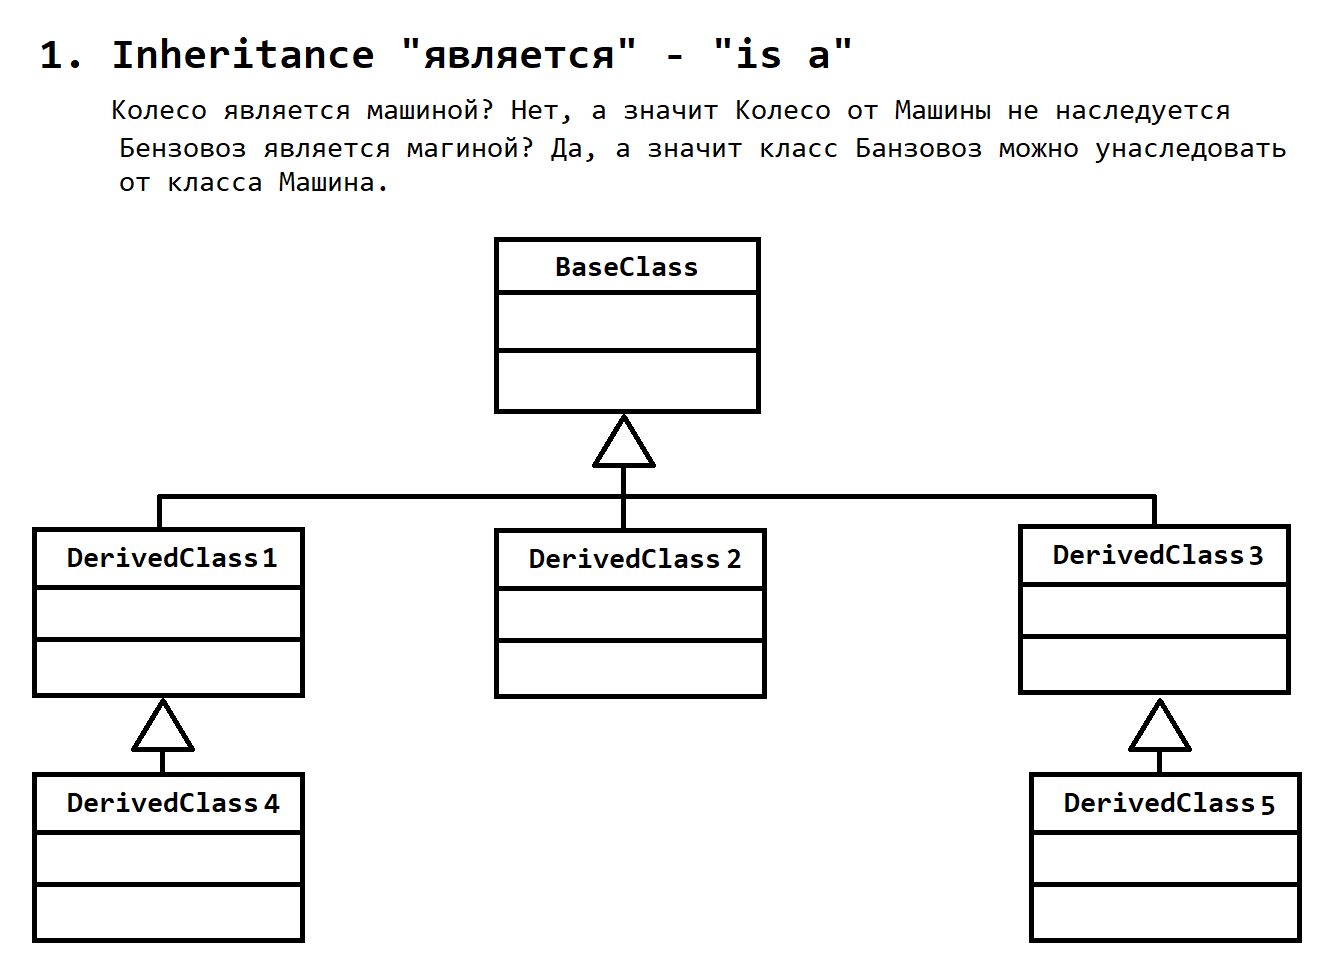 1. Inheritance "является" - "is a"
Колесо является машиной? Нет, а значит Колесо от Машины не наследуется
Бензовоз является магиной? Да, а значит класс Банзовоз можно унаследовать
от класса Машина.
BaseClass
DerivedClass1
DerivedClass2
DerivedClass3
DerivedClass4
DerivedClass5